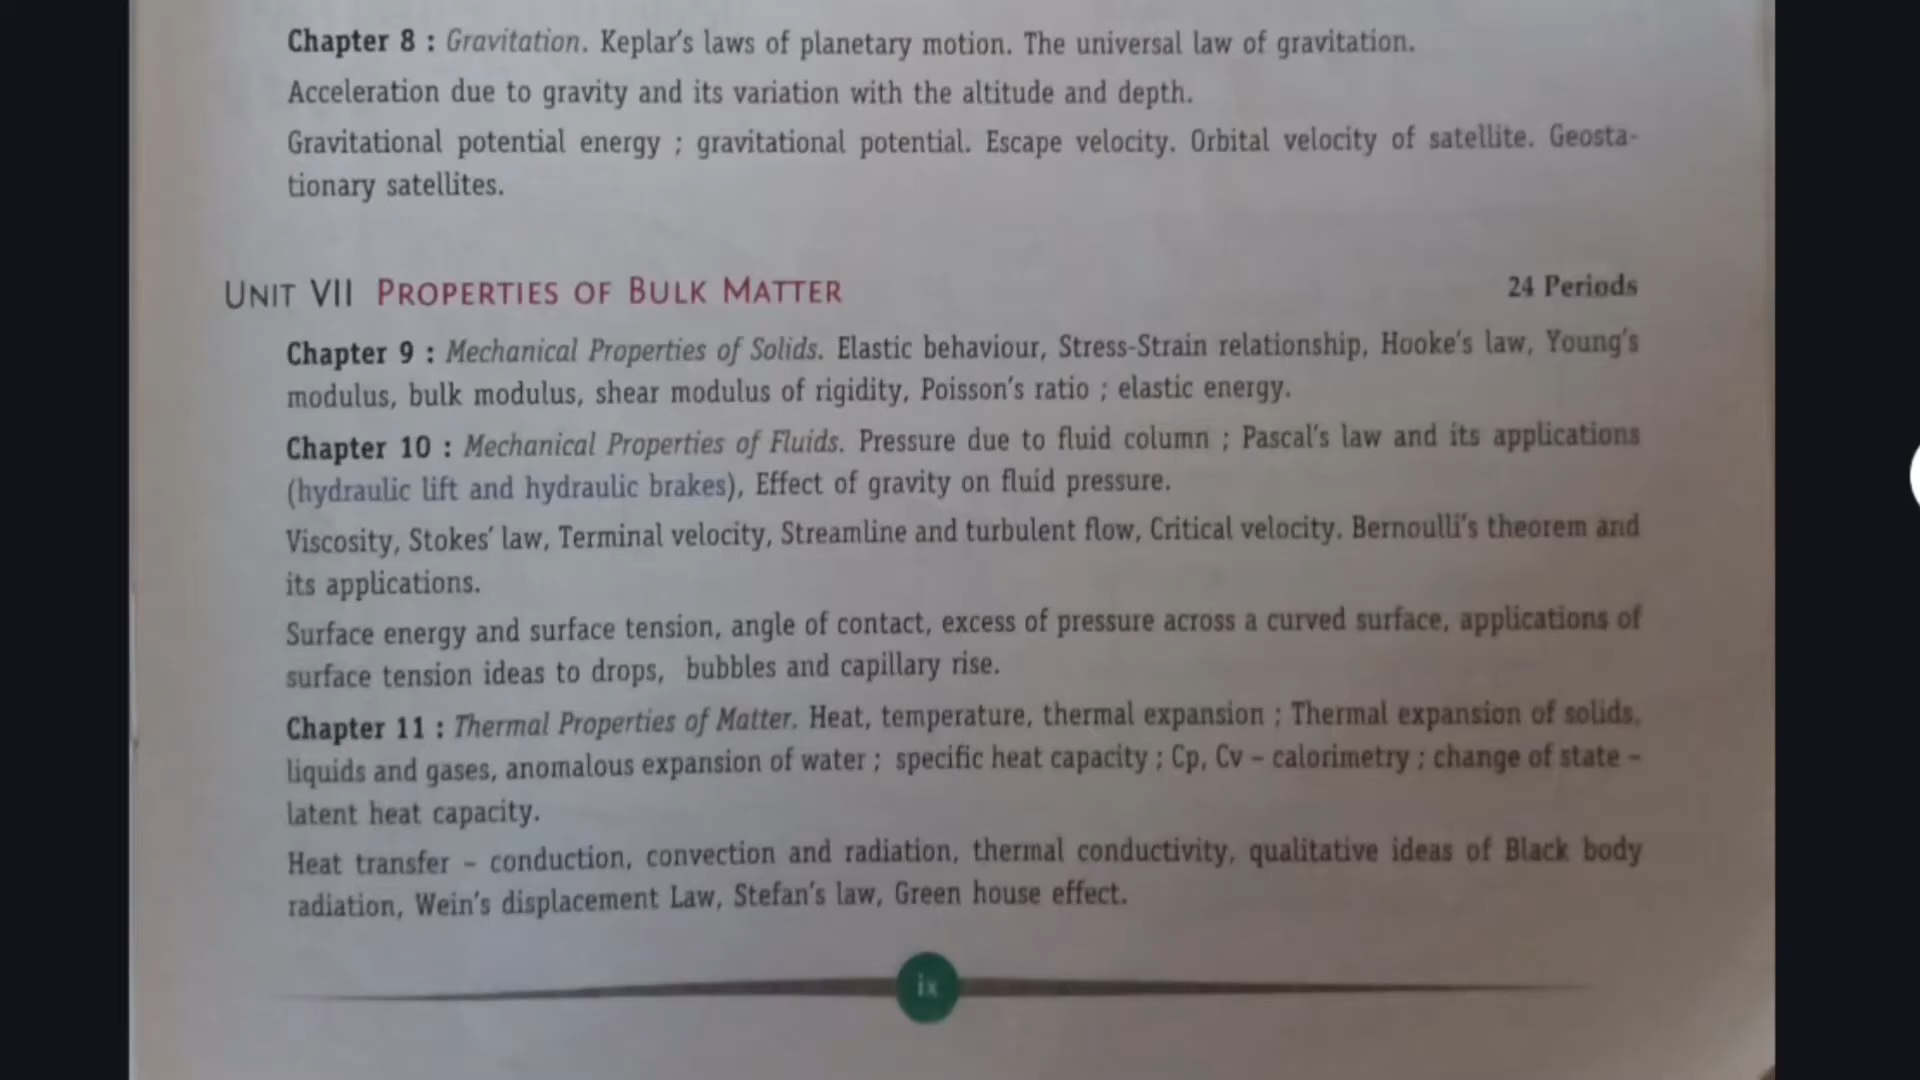 Chapter 8 : Gravitation. Keplar's laws of planetary motion. The universal law of gravitation.
Acceleration due to gravity and its variation with the altitude and depth.
Gravitational potential energy ; gravitational potential. Escape velocity. Orbital velocity of satellite. Geosta-
tionary satellites.
UNIT VII PROPERTIES OF BULK MATTER 24 Periods
Chapter 9 : Mechanical Properties of Solids. Elastic behaviour, Stress-Strain relationship, Hooke's law, Young's
modulus, bulk modulus, shear modulus of rigidity, Poisson's ratio ; elastic energy.
Chapter 10 : Mechanical Properties of Fluids. Pressure due to fluid column ; Pascal's law and its applications
(hydraulic lift and hydraulic brakes), Effect of gravity on fluid pressure.
Viscosity, Stokes' law, Terminal velocity, Streamline and turbulent flow, Critical velocity. Bernoulli's theorem and
its applications.
Surface energy and surface tension, angle of contact, excess of pressure across a curved surface, applications of
surface tension ideas to drops, bubbles and capillary rise.
Chapter 11 : Thermal Properties of Matter. Heat, temperature, thermal expansion ; Thermal expansion of solids,
liquids and gases, anomalous expansion of water ; specific heat capacity ; Cp, Cv – calorimetry ; change of state –
latent heat capacity.
Heat transfer – conduction, convection and radiation, thermal conductivity, qualitative ideas of Black body
radiation, Wein's displacement Law, Stefan's law, Green house effect.
ix